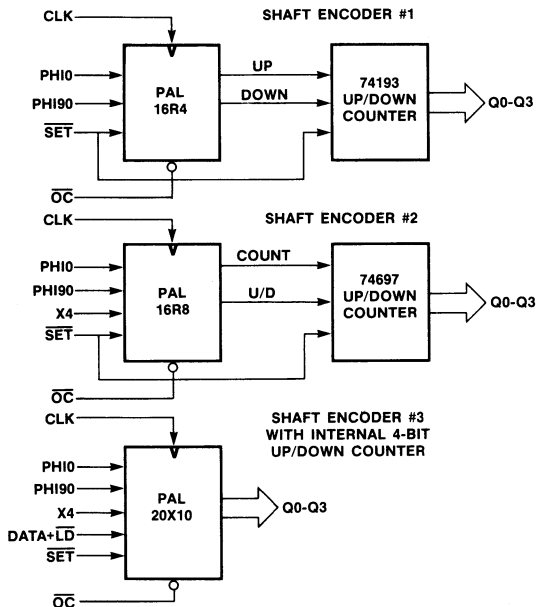 CLK
SHAFT ENCODER #1
PHI0
PHI90
SET
OC
PAL
16R4
UP
DOWN
74193
UP/DOWN
COUNTER
Q0-Q3
CLK
SHAFT ENCODER #2
PHI0
PHI90
X4
SET
OC
PAL
16R8
COUNT
U/D
74697
UP/DOWN
COUNTER
Q0-Q3
CLK
SHAFT ENCODER #3
WITH INTERNAL 4-BIT
UP/DOWN COUNTER
PHI0
PHI90
X4
DATA+L̅D̅
SET
OC
PAL
20X10
Q0-Q3